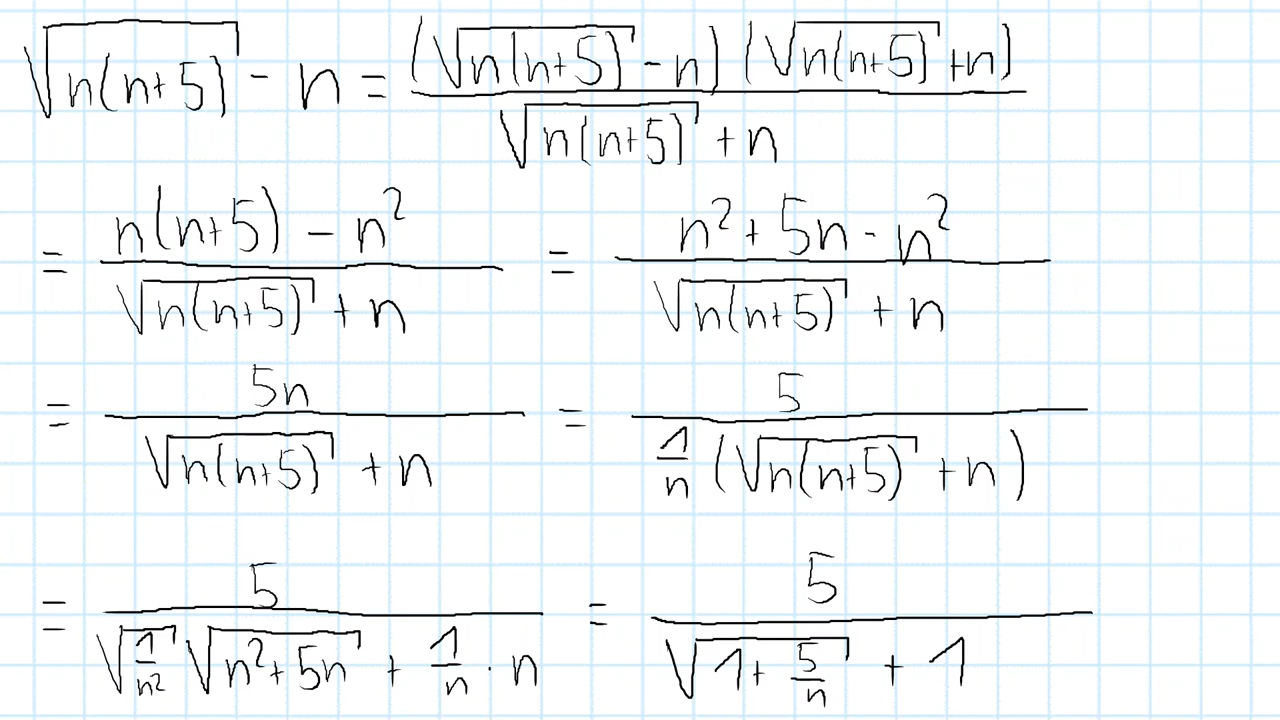 √(n(n+5)) - n = ((√(n(n+5)) - n) (√(n(n+5)) + n)) / (√(n(n+5)) + n)
= (n(n+5) - n²) / (√(n(n+5)) + n) = (n² + 5n - n²) / (√(n(n+5)) + n)
= 5n / (√(n(n+5)) + n) = 5 / (1/n (√(n(n+5)) + n))
= 5 / (√(1/n²) √(n²+5n) + 1/n · n) = 5 / (√(1 + 5/n) + 1)